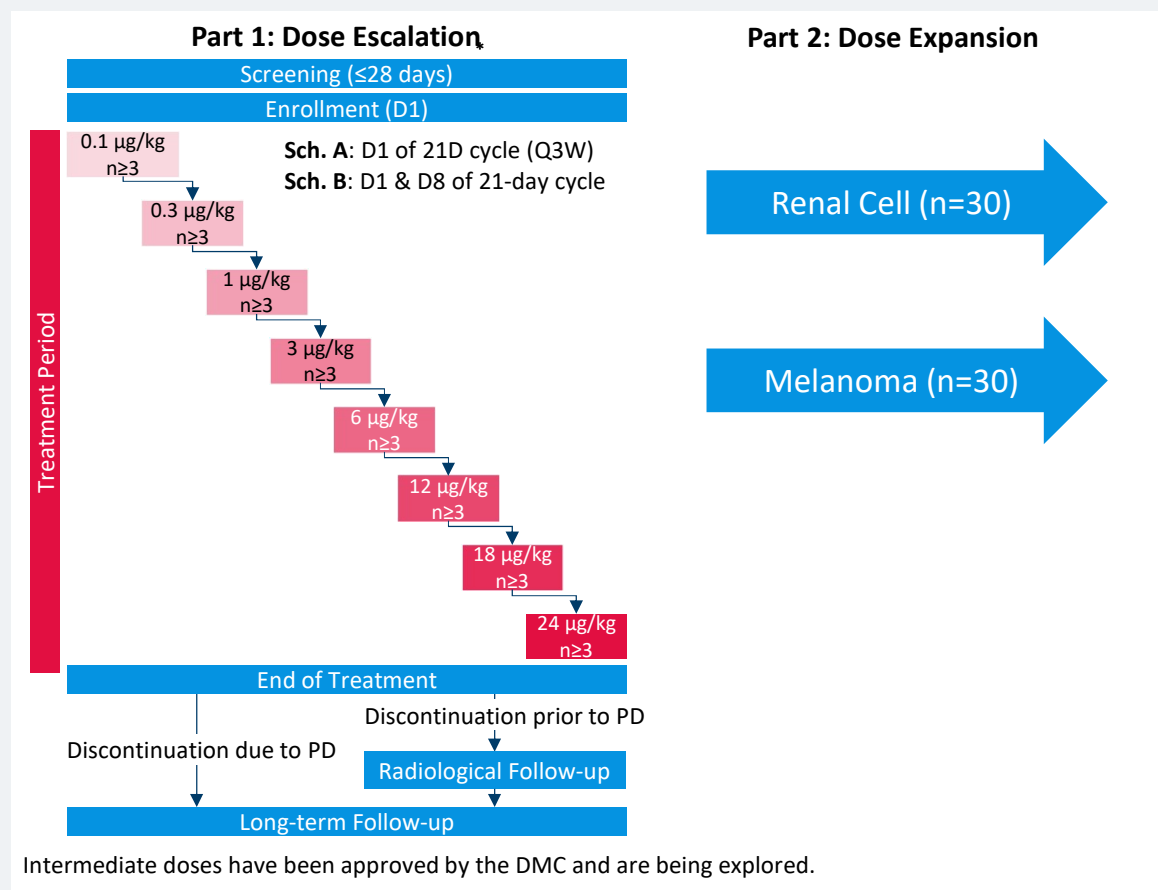 Part 1: Dose Escalation*
Part 2: Dose Expansion
Screening (≤28 days)
Enrollment (D1)
Treatment Period
Sch. A: D1 of 21D cycle (Q3W)
Sch. B: D1 & D8 of 21-day cycle
0.1 µg/kg
n≥3
0.3 µg/kg
n≥3
1 µg/kg
n≥3
3 µg/kg
n≥3
6 µg/kg
n≥3
12 µg/kg
n≥3
18 µg/kg
n≥3
24 µg/kg
n≥3
Renal Cell (n=30)
Melanoma (n=30)
End of Treatment
Discontinuation prior to PD
Discontinuation due to PD
Radiological Follow-up
Long-term Follow-up
Intermediate doses have been approved by the DMC and are being explored.